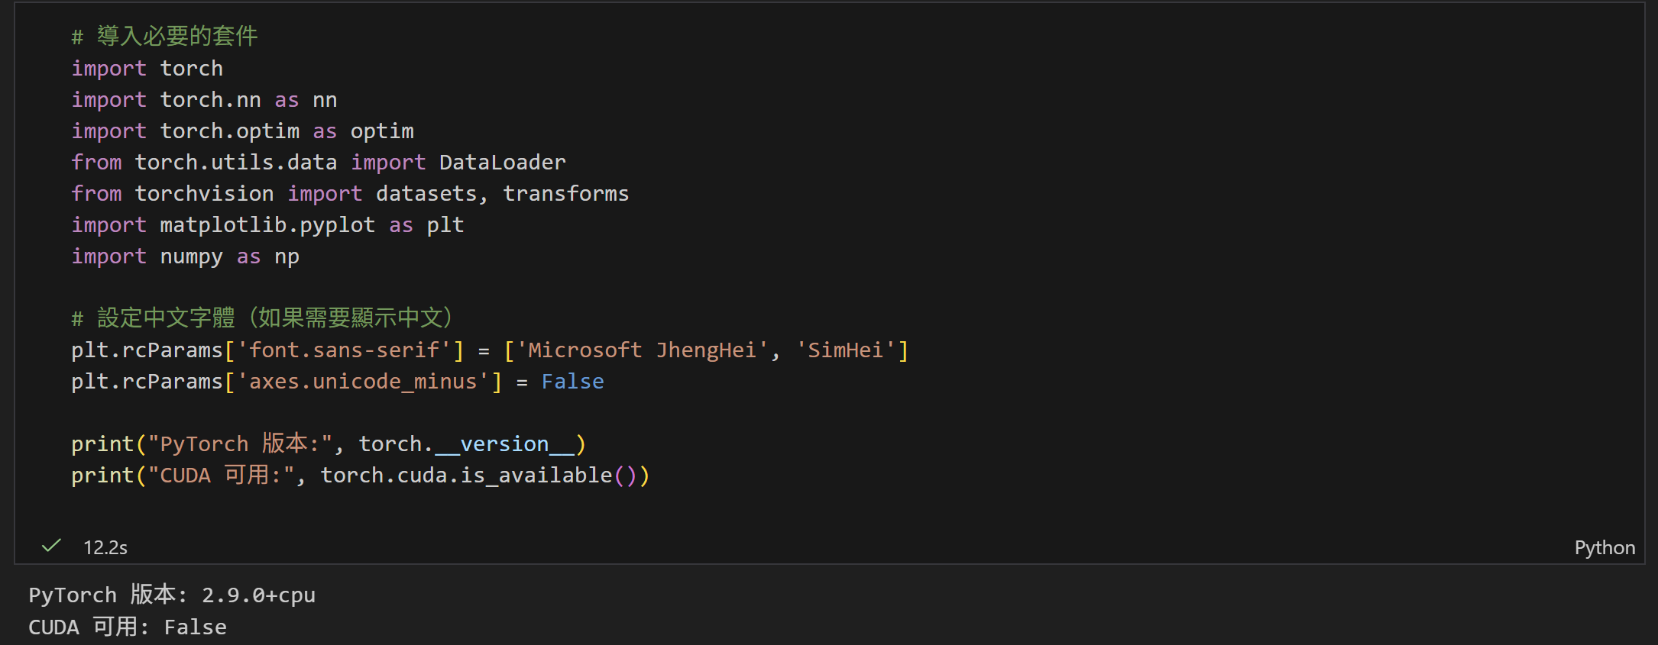 # 導入必要的套件
import torch
import torch.nn as nn
import torch.optim as optim
from torch.utils.data import DataLoader
from torchvision import datasets, transforms
import matplotlib.pyplot as plt
import numpy as np
# 設定中文字體（如果需要顯示中文）
plt.rcParams['font.sans-serif'] = ['Microsoft JhengHei', 'SimHei']
plt.rcParams['axes.unicode_minus'] = False
print("PyTorch 版本:", torch.__version__)
print("CUDA 可用:", torch.cuda.is_available())
12.2s
Python
PyTorch 版本: 2.9.0+cpu
CUDA 可用: False